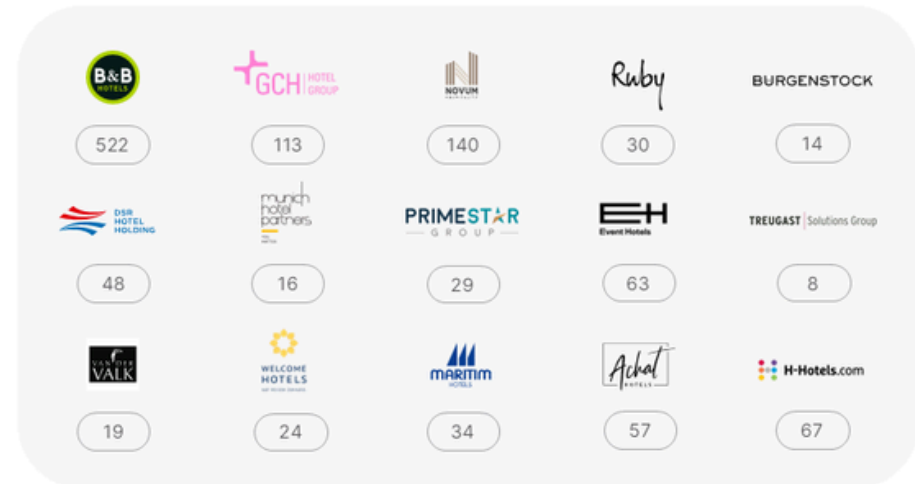 B&B
HOTELS
GCH HOTEL
GROUP
NOVUM
HOSPITALITY
Ruby
BURGENSTOCK
522
113
140
30
14
DSR
HOTEL
HOLDING
munich
hotel
partners
PRIMESTAR
GROUP
EH
Event Hotels
TREUGAST Solutions Group
48
16
29
63
8
VAN DER
VALK
WELCOME
HOTELS
MARITIM
HOTELS
Achat
HOTELS
H-Hotels.com
19
24
34
57
67